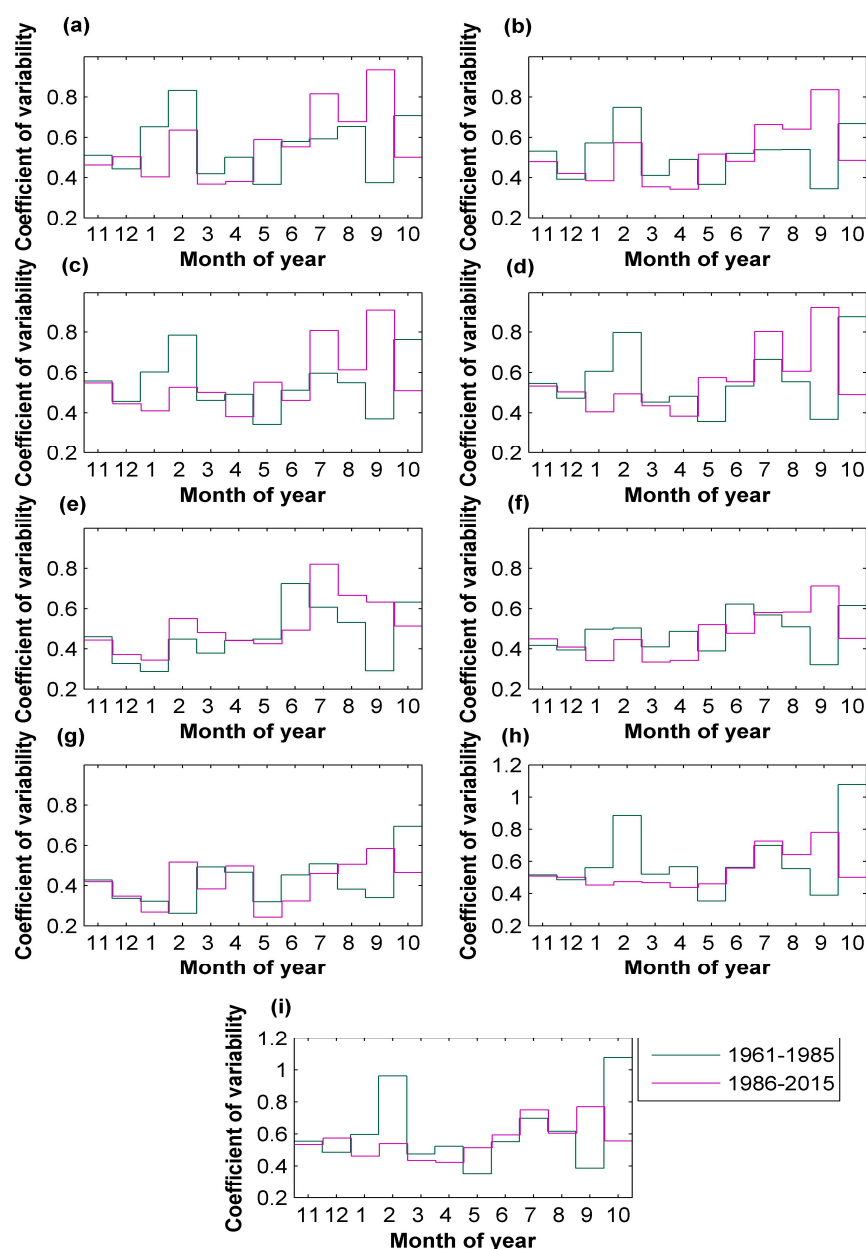 (a)
Coefficient of variability
0.8
0.6
0.4
0.2
11 12 1 2 3 4 5 6 7 8 9 10
Month of year
(b)
Coefficient of variability
0.8
0.6
0.4
0.2
11 12 1 2 3 4 5 6 7 8 9 10
Month of year
(c)
Coefficient of variability
0.8
0.6
0.4
0.2
11 12 1 2 3 4 5 6 7 8 9 10
Month of year
(d)
Coefficient of variability
0.8
0.6
0.4
0.2
11 12 1 2 3 4 5 6 7 8 9 10
Month of year
(e)
Coefficient of variability
0.8
0.6
0.4
0.2
11 12 1 2 3 4 5 6 7 8 9 10
Month of year
(f)
Coefficient of variability
0.8
0.6
0.4
0.2
11 12 1 2 3 4 5 6 7 8 9 10
Month of year
(g)
Coefficient of variability
0.8
0.6
0.4
0.2
11 12 1 2 3 4 5 6 7 8 9 10
Month of year
(h)
Coefficient of variability
1.2
1
0.8
0.6
0.4
0.2
11 12 1 2 3 4 5 6 7 8 9 10
Month of year
(i)
Coefficient of variability
1.2
1
0.8
0.6
0.4
0.2
11 12 1 2 3 4 5 6 7 8 9 10
Month of year
1961-1985
1986-2015